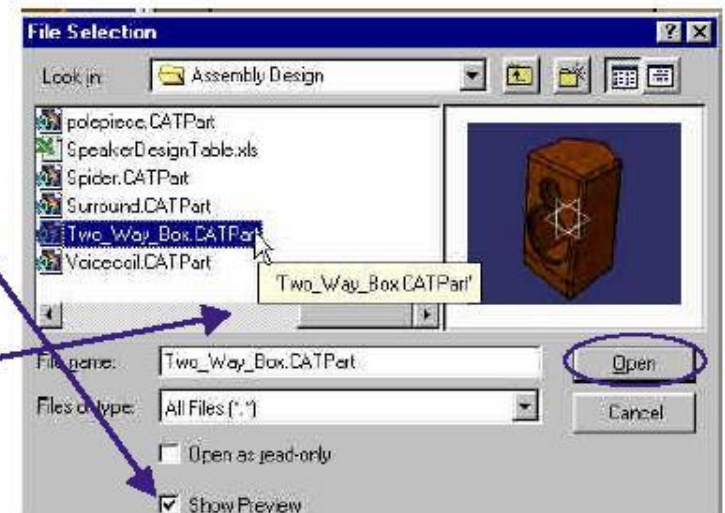 File Selection
Look in: Assembly Design
polepiece.CATPart
SpeakerDesignTable.xls
Spider.CATPart
Surround.CATPart
Two_Way_Box.CATPart
Voicecoil.CATPart
'Two_Way_Box.CATPart'
File name: Two_Way_Box.CATPart Open
Files of type: All Files (*.*) Cancel
Open as read-only
Show Preview